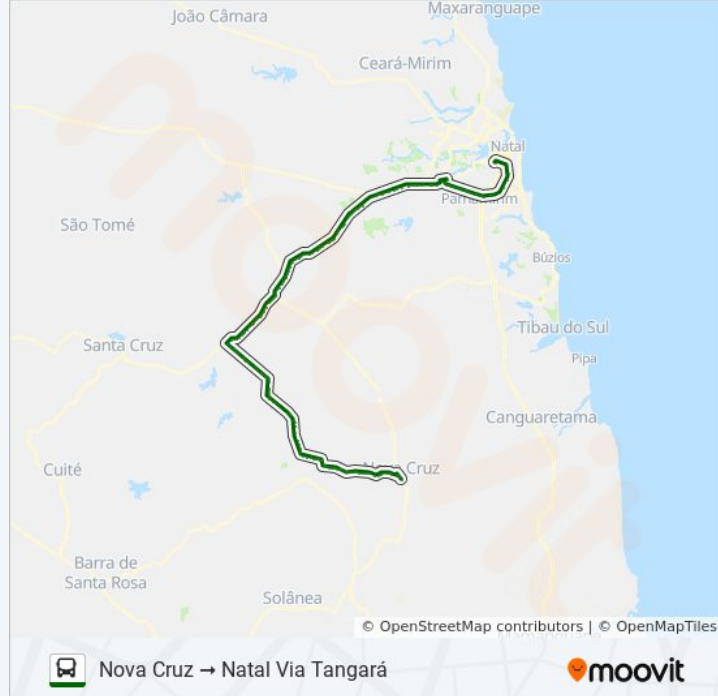 Maxaranguape
João Câmara
Ceará-Mirim
Natal
Parnamirim
São Tomé
Búzios
Tibau do Sul
Santa Cruz
Pipa
Canguaretama
Nova Cruz
Cuité
Barra de
Santa Rosa
Solânea
© OpenStreetMap contributors | © OpenMapTiles
Nova Cruz → Natal Via Tangará
moovit